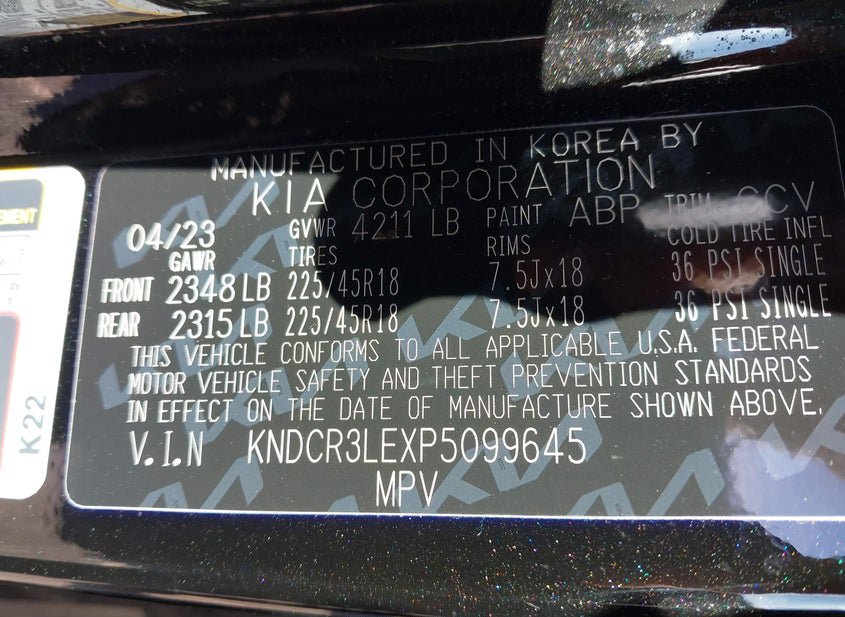 MANUFACTURED IN KOREA BY
KIA CORPORATION
04/23 GVWR 4211 LB PAINT ABP TRIM CCV
GAWR TIRES RIMS COLD TIRE INFL
FRONT 2348 LB 225/45R18 7.5Jx18 36 PSI SINGLE
REAR 2315 LB 225/45R18 7.5Jx18 36 PSI SINGLE
THIS VEHICLE CONFORMS TO ALL APPLICABLE U.S.A. FEDERAL
MOTOR VEHICLE SAFETY AND THEFT PREVENTION STANDARDS
IN EFFECT ON THE DATE OF MANUFACTURE SHOWN ABOVE.
V.I.N KNDCR3LEXP5099645
MPV
K22